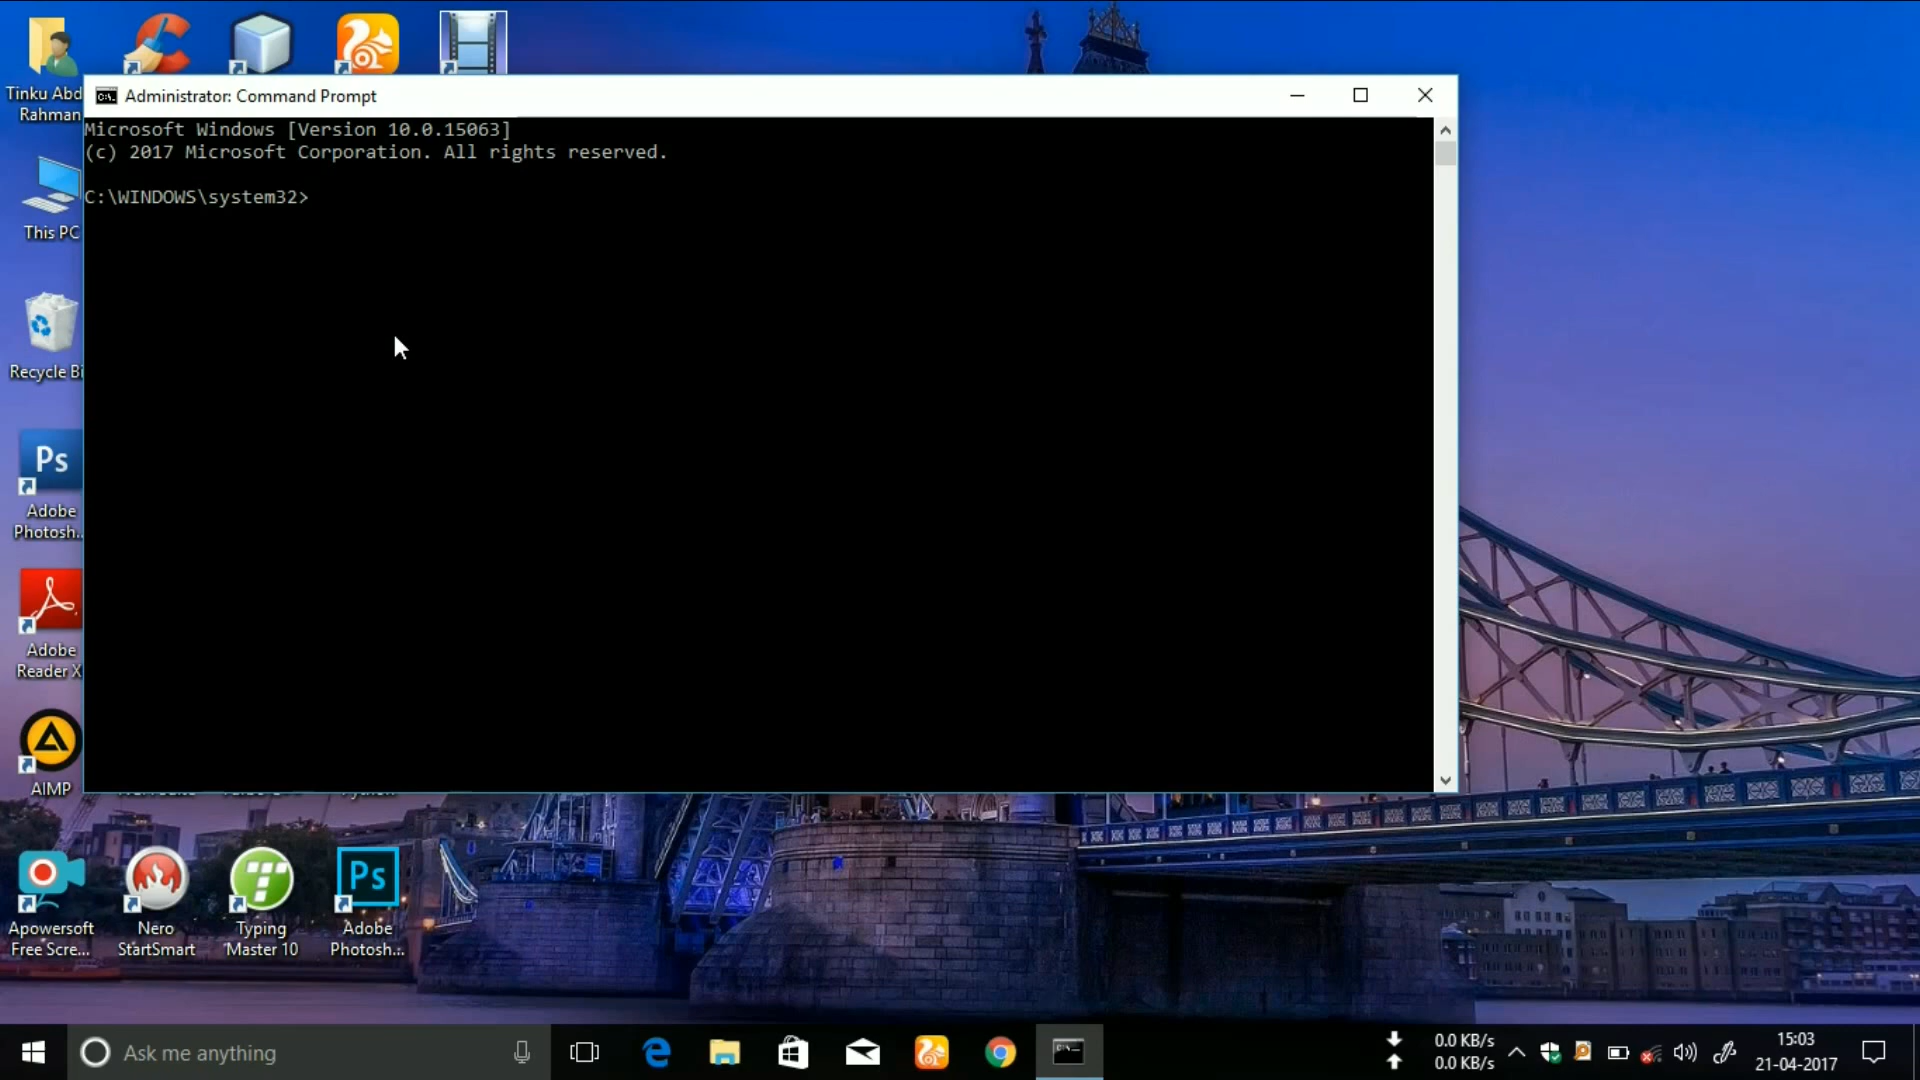 Tinku Abd
Rahman
This PC
Recycle Bi
Ps
Adobe
Photosh..
Adobe
Reader X
AIMP
Administrator: Command Prompt
Microsoft Windows [Version 10.0.15063]
(c) 2017 Microsoft Corporation. All rights reserved.
C:\WINDOWS\system32>
Apowersoft
Free Scre...
Nero
StartSmart
Typing
Master 10
Ps
Adobe
Photosh...
Ask me anything
0.0 KB/s
0.0 KB/s
15:03
21-04-2017